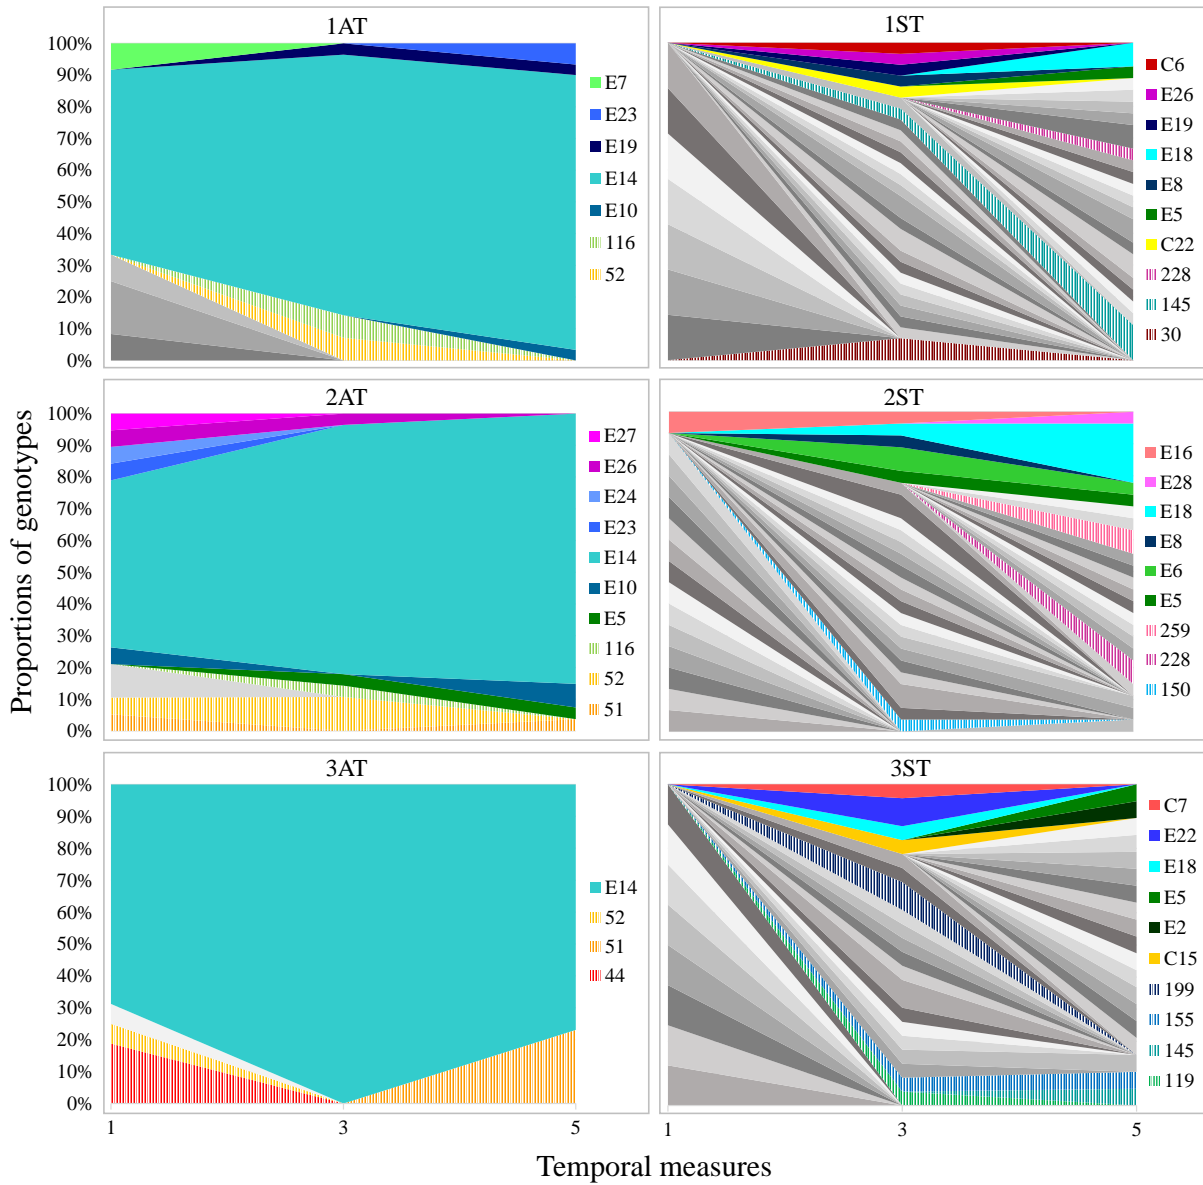 1AT
100%
90%
80%
70%
60%
50%
40%
30%
20%
10%
0%
E7
E23
E19
E14
E10
116
52
1ST
C6
E26
E19
E18
E8
E5
C22
228
145
30
Proportions of genotypes
2AT
100%
90%
80%
70%
60%
50%
40%
30%
20%
10%
0%
E27
E26
E24
E23
E14
E10
E5
116
52
51
2ST
E16
E28
E18
E8
E6
E5
259
228
150
3AT
100%
90%
80%
70%
60%
50%
40%
30%
20%
10%
0%
E14
52
51
44
1 3 5
3ST
C7
E22
E18
E5
E2
C15
199
155
145
119
1 3 5
Temporal measures